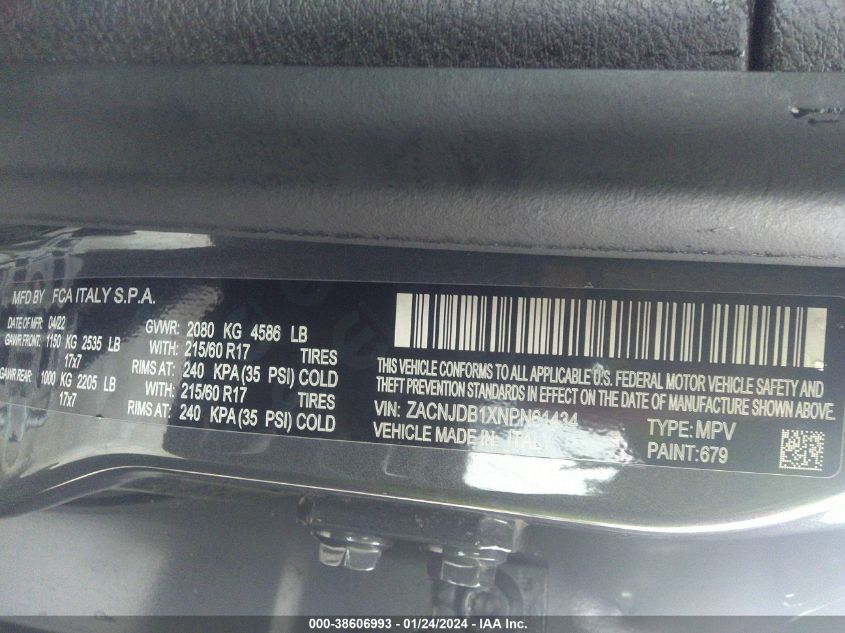 MFD BY FCA ITALY S.P.A.
DATE OF MFR: 04/22 GVWR: 2080 KG 4586 LB
GAWR FRONT: 1150 KG 2535 LB WITH: 215/60 R17 TIRES
17x7 RIMS AT: 240 KPA (35 PSI) COLD
GAWR REAR: 1000 KG 2205 LB WITH: 215/60 R17 TIRES
17x7 RIMS AT: 240 KPA (35 PSI) COLD
THIS VEHICLE CONFORMS TO ALL APPLICABLE U.S. FEDERAL MOTOR VEHICLE SAFETY AND
THEFT PREVENTION STANDARDS IN EFFECT ON THE DATE OF MANUFACTURE SHOWN ABOVE.
VIN: ZACNJDB1XNPN61434 TYPE: MPV
VEHICLE MADE IN ITALY PAINT: 679
000-38606993 - 01/24/2024 - IAA Inc.